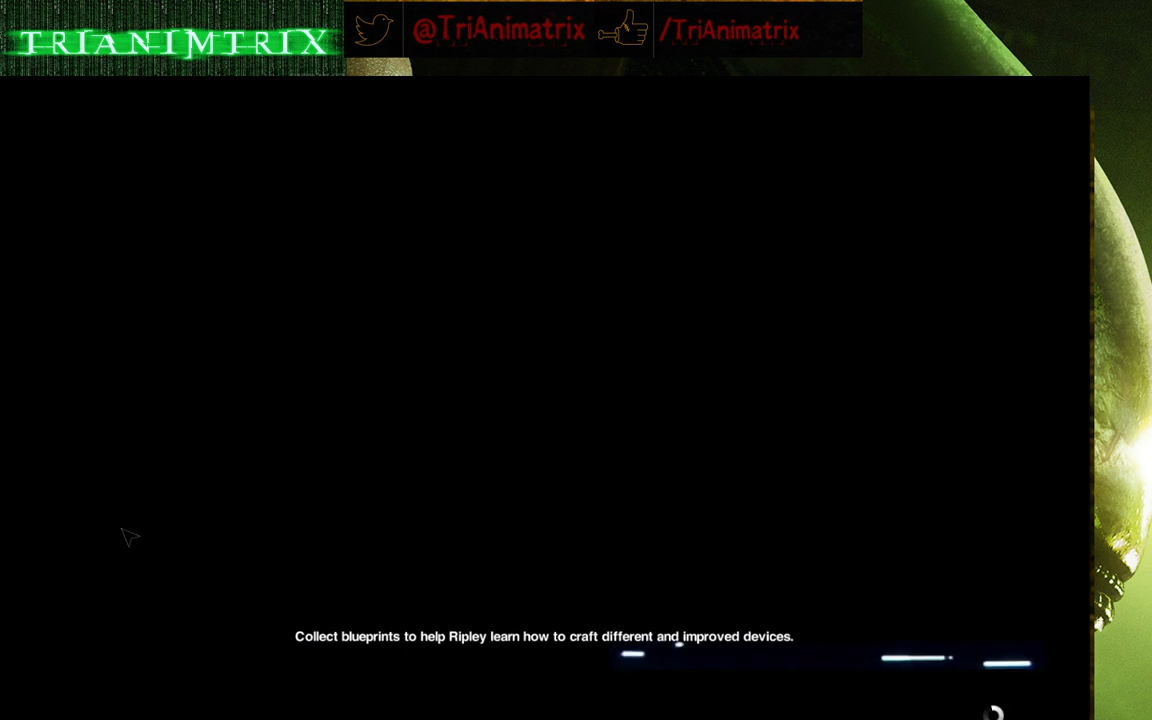 TRIANIMTRIX
@TriAnimatrix
/TriAnimatrix
Collect blueprints to help Ripley learn how to craft different and improved devices.